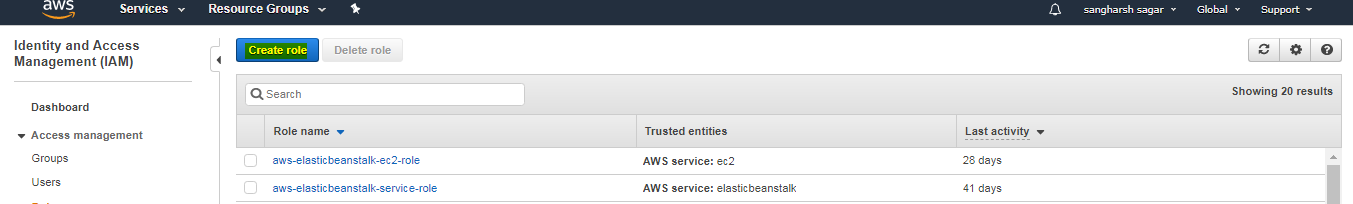 aws Services Resource Groups sangharsh sagar Global Support
Identity and Access
Management (IAM)
Create role Delete role
Search Showing 20 results
Dashboard
Role name Trusted entities Last activity
Access management
Groups
aws-elasticbeanstalk-ec2-role AWS service: ec2 28 days
Users
aws-elasticbeanstalk-service-role AWS service: elasticbeanstalk 41 days